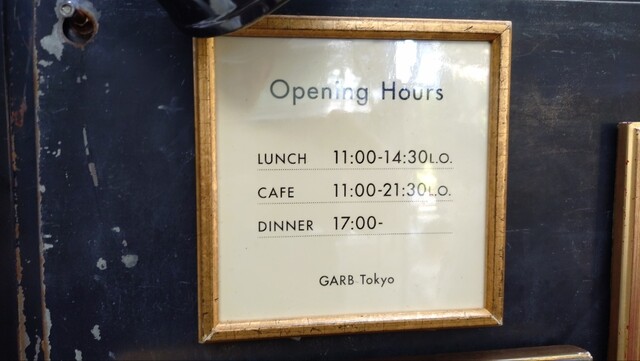 Opening Hours
LUNCH 11:00-14:30L.O.
CAFE 11:00-21:30L.O.
DINNER 17:00-
GARB Tokyo